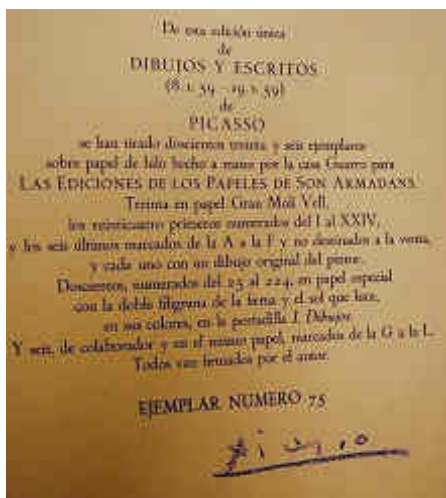 De esta edición única
de
DIBUJOS Y ESCRITOS
(8. 1. 59 - 19. 1. 59)
de
PICASSO
se han tirado doscientos treinta y seis ejemplares
sobre papel de hilo hecho a mano por la casa Guarro para
LAS EDICIONES DE LOS PAPELES DE SON ARMADANS.
Treinta en papel Gran Molí Vell,
los veinticuatro primeros numerados del I al XXIV,
y los seis últimos marcados de la A a la F y no destinados a la venta,
y cada uno con un dibujo original del pintor.
Doscientos, numerados del 25 al 224, en papel especial
con la doble filigrana de la y el sol que luce,
en sus colores, en la portadilla I. Dibujos.
Y seis, de colaborador y en el mismo papel, marcados de la G a la L.
Todos van firmados por el autor.
EJEMPLAR NUMERO 75
Picasso